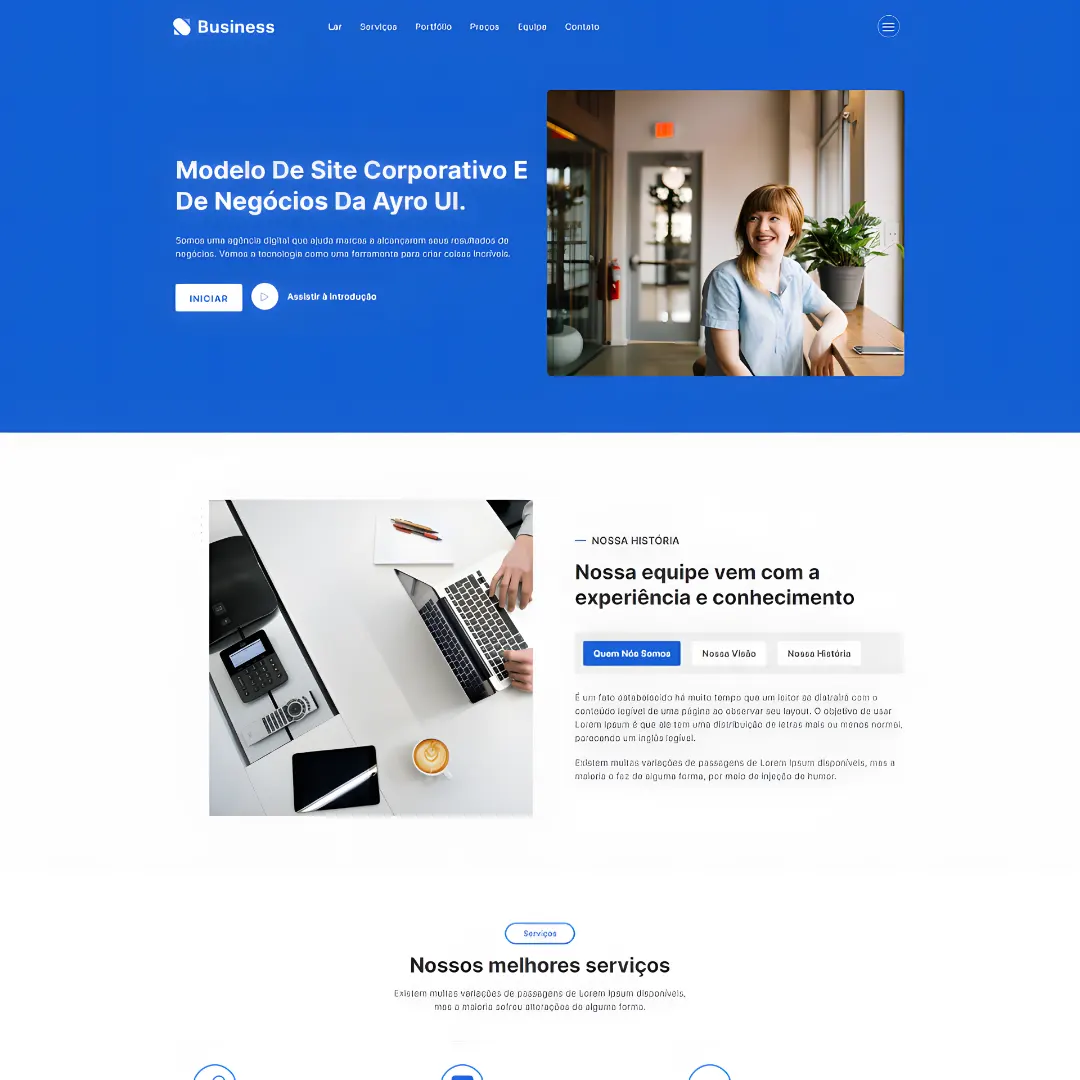 Business
Lar Serviços Portfólio Preços Equipe Contato
Modelo De Site Corporativo E
De Negócios Da Ayro UI.
Somos uma agência digital que ajuda marcas a alcançarem seus resultados de
negócios. Vemos a tecnologia como uma ferramenta para criar coisas incríveis.
INICIAR
Assistir à Introdução
NOSSA HISTÓRIA
Nossa equipe vem com a
experiência e conhecimento
Quem Nós Somos Nossa Visão Nossa História
É um fato estabelecido há muito tempo que um leitor se distrairá com o
conteúdo legível de uma página ao observar seu layout. O objetivo de usar
Lorem Ipsum é que ele tem uma distribuição de letras mais ou menos normal,
parecendo um inglês legível.
Existem muitas variações de passagens de Lorem Ipsum disponíveis, mas a
maioria o faz de alguma forma, por meio de injeção de humor.
Serviços
Nossos melhores serviços
Existem muitas variações de passagens de Lorem Ipsum disponíveis,
mas a maioria sofreu alterações de alguma forma.